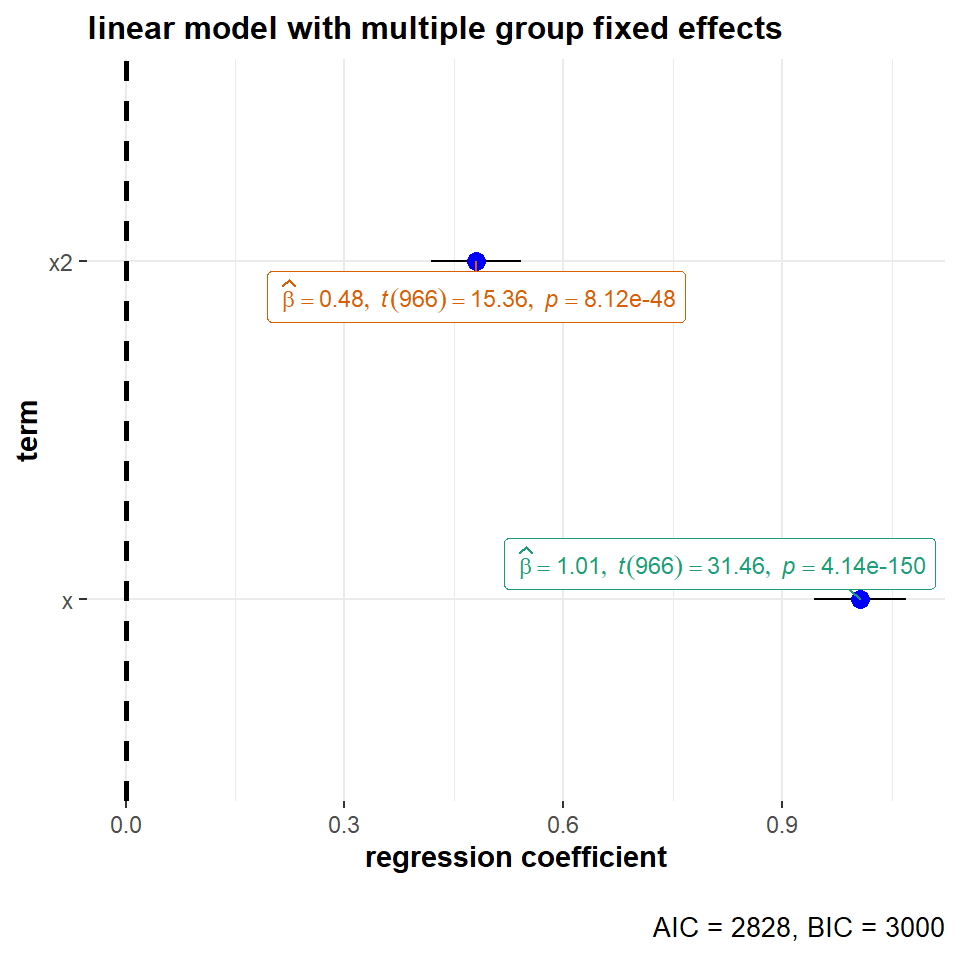 linear model with multiple group fixed effects
x2
β̂ = 0.48, t(966) = 15.36, p = 8.12e-48
term
β̂ = 1.01, t(966) = 31.46, p = 4.14e-150
x
0.0 0.3 0.6 0.9
regression coefficient
AIC = 2828, BIC = 3000